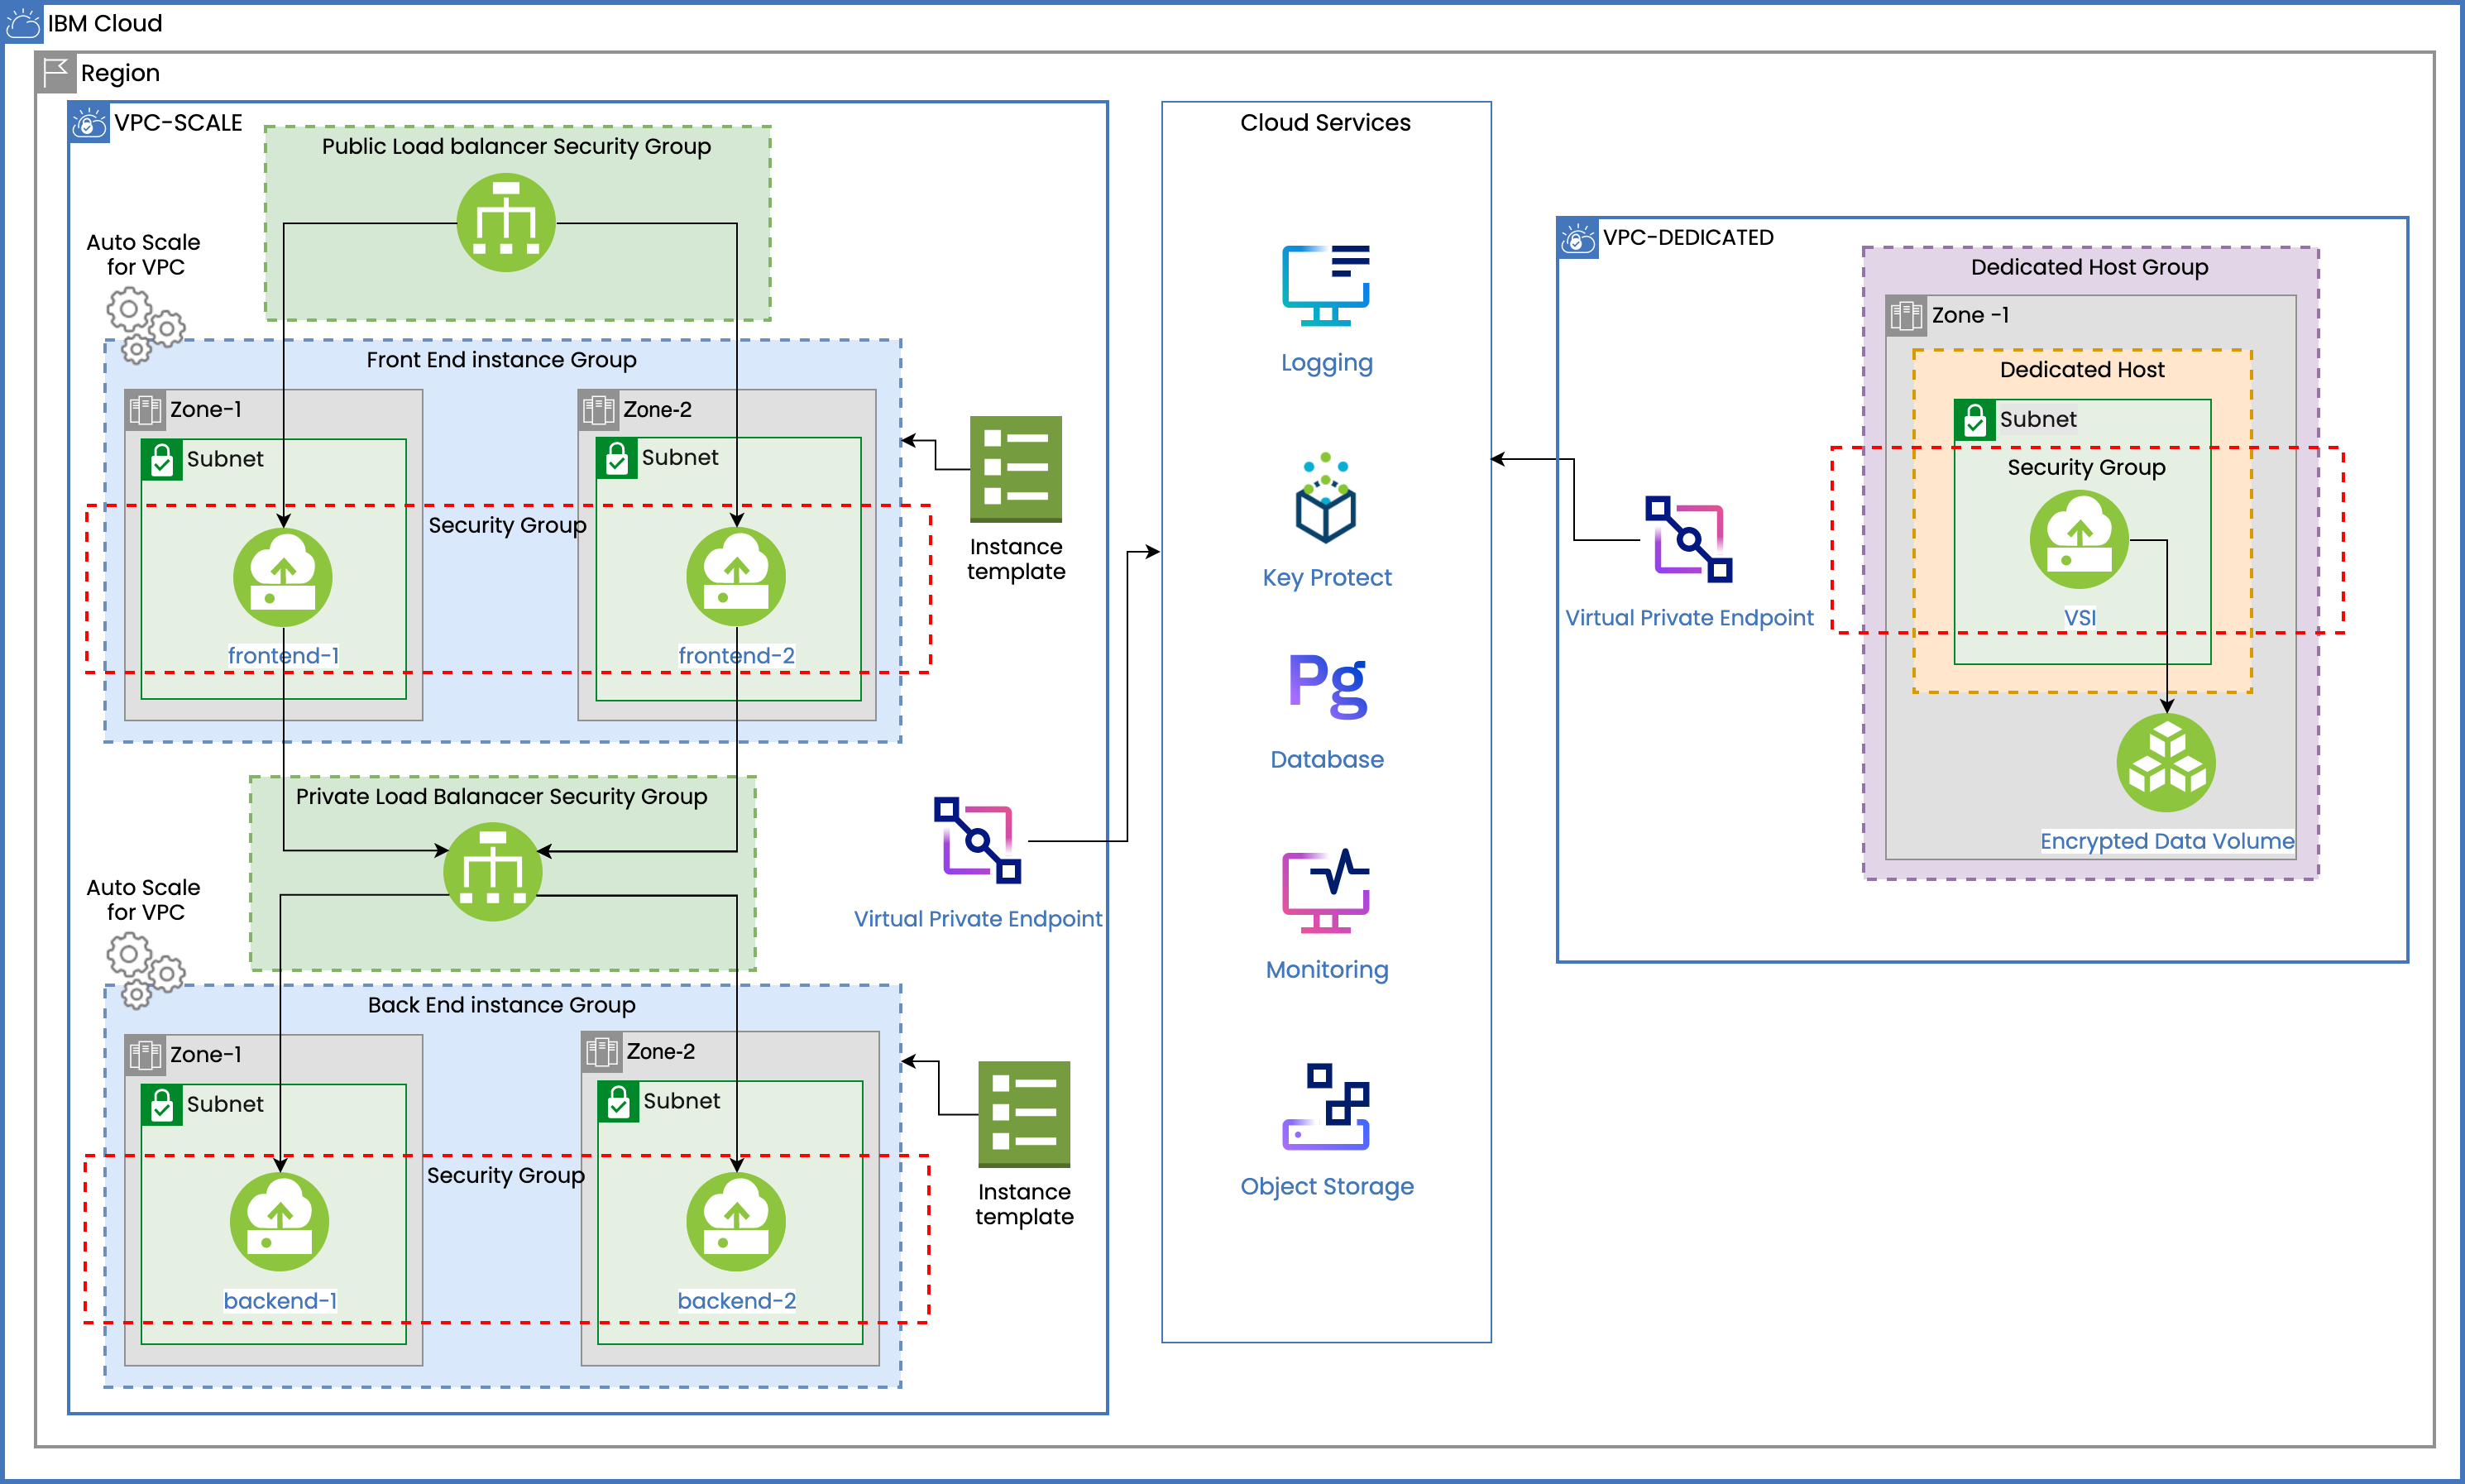 IBM Cloud
Region
VPC-SCALE
Public Load balancer Security Group
Auto Scale
for VPC
Front End instance Group
Zone-1
Subnet
Zone-2
Subnet
Security Group
frontend-1
frontend-2
Instance
template
Private Load Balanacer Security Group
Auto Scale
for VPC
Virtual Private Endpoint
Back End instance Group
Zone-1
Subnet
Zone-2
Subnet
Security Group
backend-1
backend-2
Instance
template
Cloud Services
Logging
Key Protect
Pg
Database
Monitoring
Object Storage
VPC-DEDICATED
Dedicated Host Group
Zone -1
Dedicated Host
Subnet
Security Group
VSI
Virtual Private Endpoint
Encrypted Data Volume